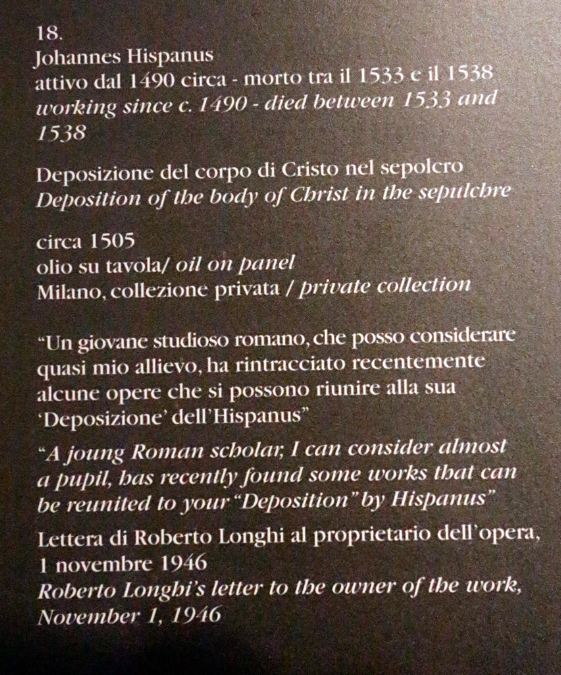 18.
Johannes Hispanus
attivo dal 1490 circa - morto tra il 1533 e il 1538
working since c. 1490 - died between 1533 and
1538
Deposizione del corpo di Cristo nel sepolcro
Deposition of the body of Christ in the sepulchre
circa 1505
olio su tavola/ oil on panel
Milano, collezione privata / private collection
“Un giovane studioso romano, che posso considerare
quasi mio allievo, ha rintracciato recentemente
alcune opere che si possono riunire alla sua
‘Deposizione’ dell’Hispanus”
“A joung Roman scholar, I can consider almost
a pupil, has recently found some works that can
be reunited to your “Deposition” by Hispanus”
Lettera di Roberto Longhi al proprietario dell’opera,
1 novembre 1946
Roberto Longhi’s letter to the owner of the work,
November 1, 1946